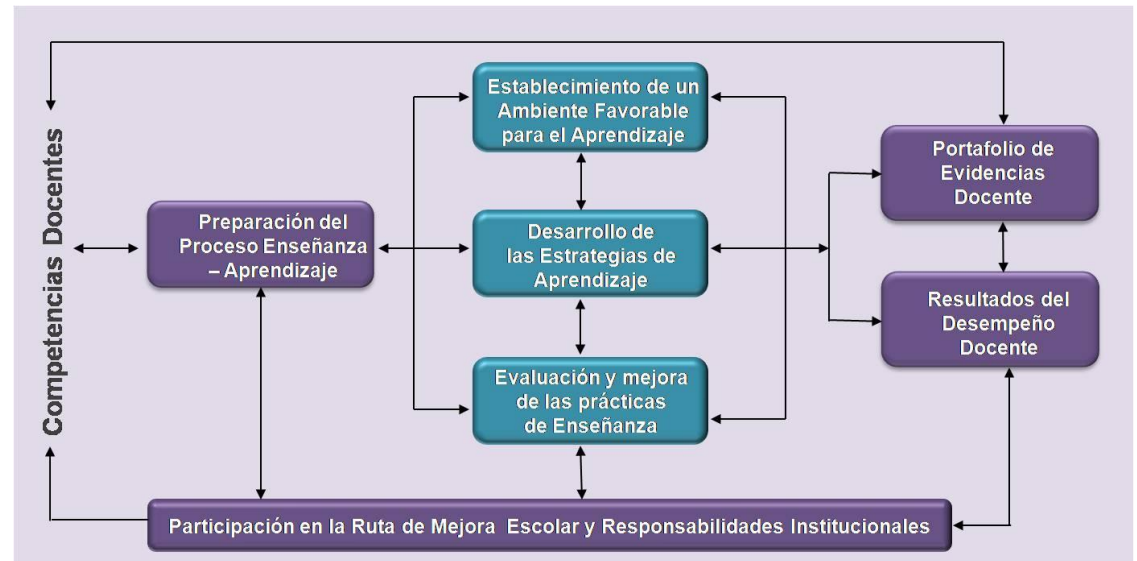 Competencias Docentes
Preparación del
Proceso Enseñanza
– Aprendizaje
Establecimiento de un
Ambiente Favorable
para el Aprendizaje
Desarrollo de
las Estrategias de
Aprendizaje
Evaluación y mejora
de las prácticas
de Enseñanza
Portafolio de
Evidencias
Docente
Resultados del
Desempeño
Docente
Participación en la Ruta de Mejora Escolar y Responsabilidades Institucionales